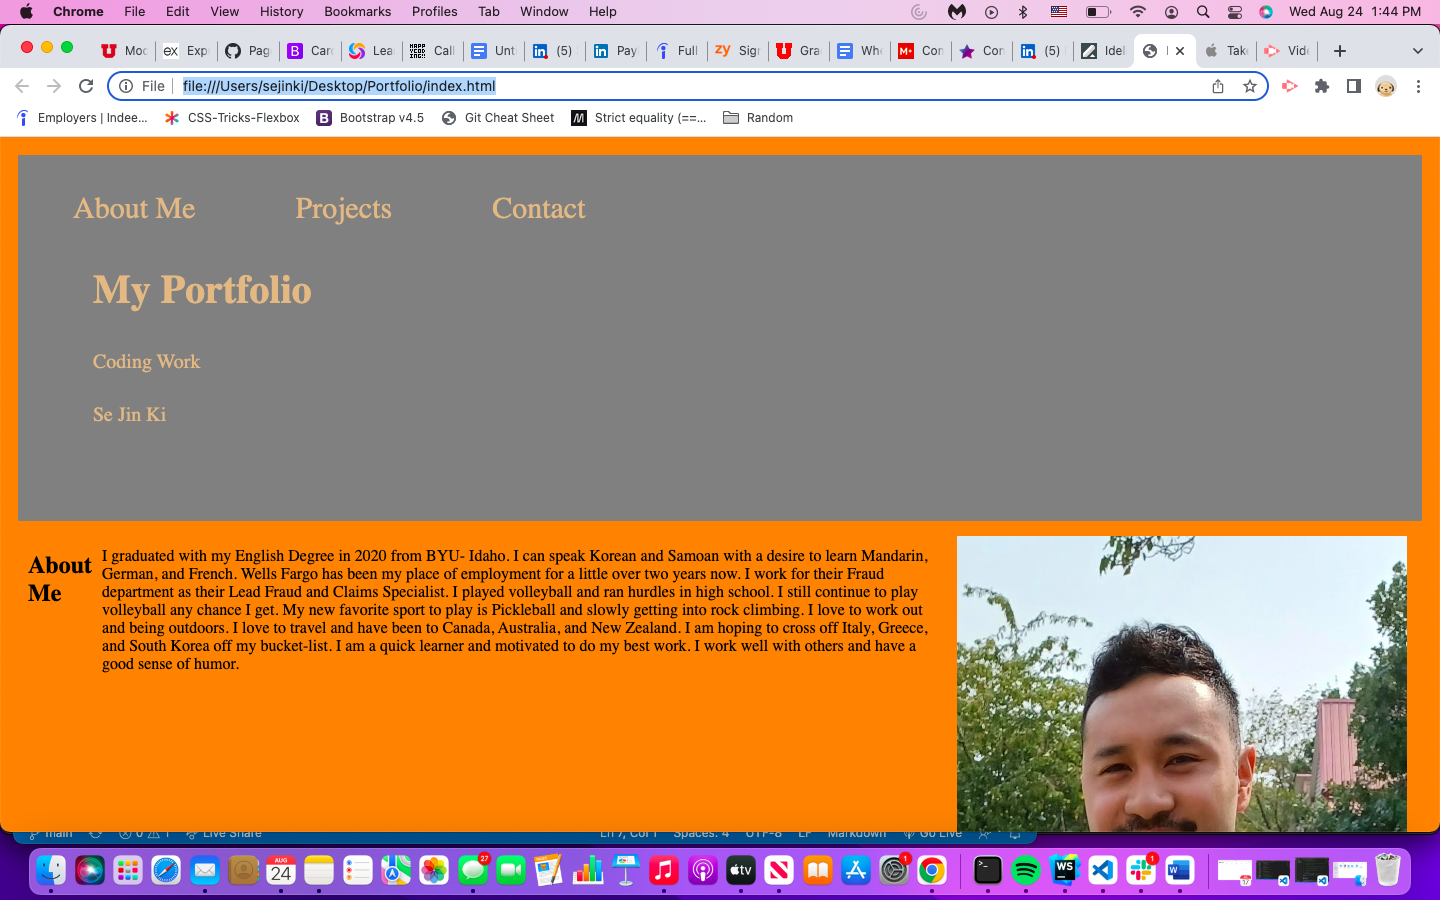 Chrome File Edit View History Bookmarks Profiles Tab Window Help Wed Aug 24 1:44 PM
Moc Exp Pag Card Lea Call Unt (5) Pay Full Sign Gra Whe Con Con (5) Idel Take Vide
File file:///Users/sejinki/Desktop/Portfolio/index.html
Employers | Indee... CSS-Tricks-Flexbox Bootstrap v4.5 Git Cheat Sheet Strict equality (==... Random
About Me Projects Contact
My Portfolio
Coding Work
Se Jin Ki
About
Me
I graduated with my English Degree in 2020 from BYU- Idaho. I can speak Korean and Samoan with a desire to learn Mandarin,
German, and French. Wells Fargo has been my place of employment for a little over two years now. I work for their Fraud
department as their Lead Fraud and Claims Specialist. I played volleyball and ran hurdles in high school. I still continue to play
volleyball any chance I get. My new favorite sport to play is Pickleball and slowly getting into rock climbing. I love to work out
and being outdoors. I love to travel and have been to Canada, Australia, and New Zealand. I am hoping to cross off Italy, Greece,
and South Korea off my bucket-list. I am a quick learner and motivated to do my best work. I work well with others and have a
good sense of humor.
main 0 1 Live Share Ln 7, Col 1 Spaces: 4 UTF-8 LF Markdown Go Live
AUG
24
27
tv
1
WS
1
W